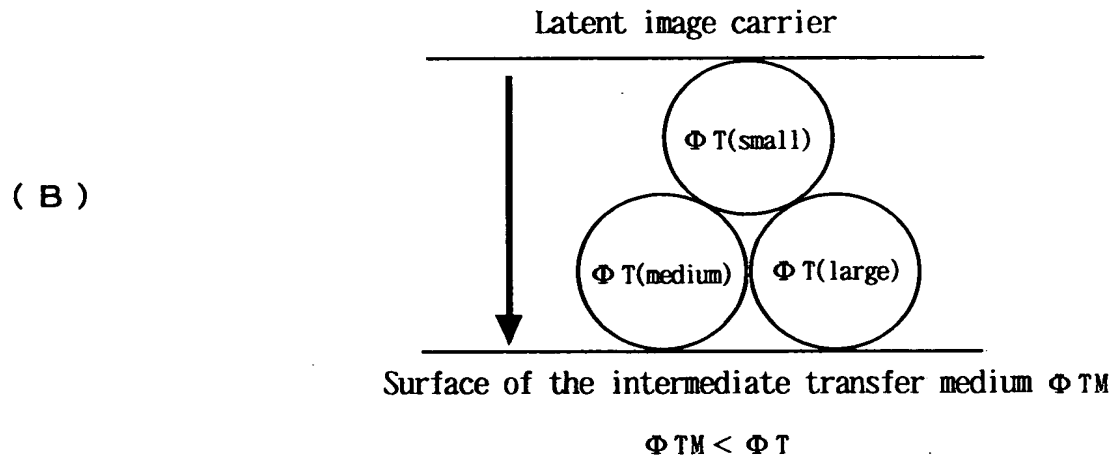 Latent image carrier
Φ T(small)
( B )
Φ T(medium)
Φ T(large)
Surface of the intermediate transfer medium Φ TM
Φ TM < Φ T